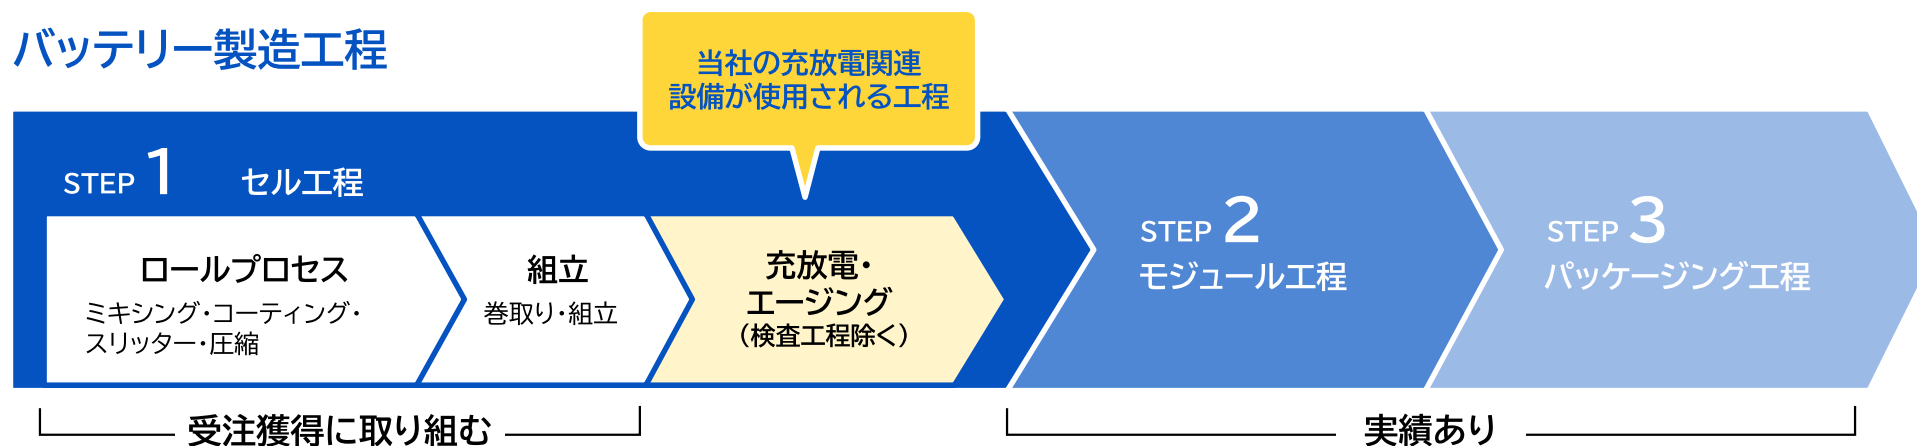 バッテリー製造工程
当社の充放電関連
設備が使用される工程
STEP 1 セル工程
ロールプロセス
ミキシング・コーティング・
スリッター・圧縮
組立
巻取り・組立
充放電・
エージング
（検査工程除く）
STEP 2
モジュール工程
STEP 3
パッケージング工程
受注獲得に取り組む
実績あり